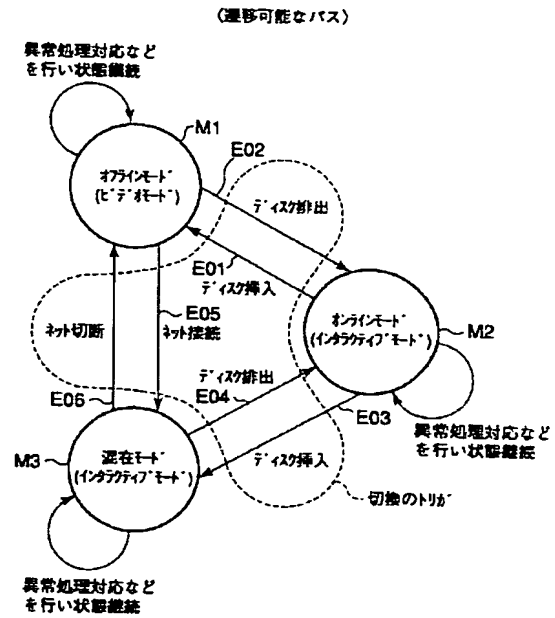 (遷移可能なパス)
異常処理対応など
を行い状態継続
M1
E02
オフラインモード
(ビデオモード)
ディスク排出
E01
ディスク挿入
E05
ネット接続
ネット切断
オンラインモード
(インタラクティブモード)
M2
ディスク排出
E04
E03
E06
異常処理対応など
を行い状態継続
M3
混在モード
(インタラクティブモード)
ディスク挿入
切換のトリガ
異常処理対応など
を行い状態継続